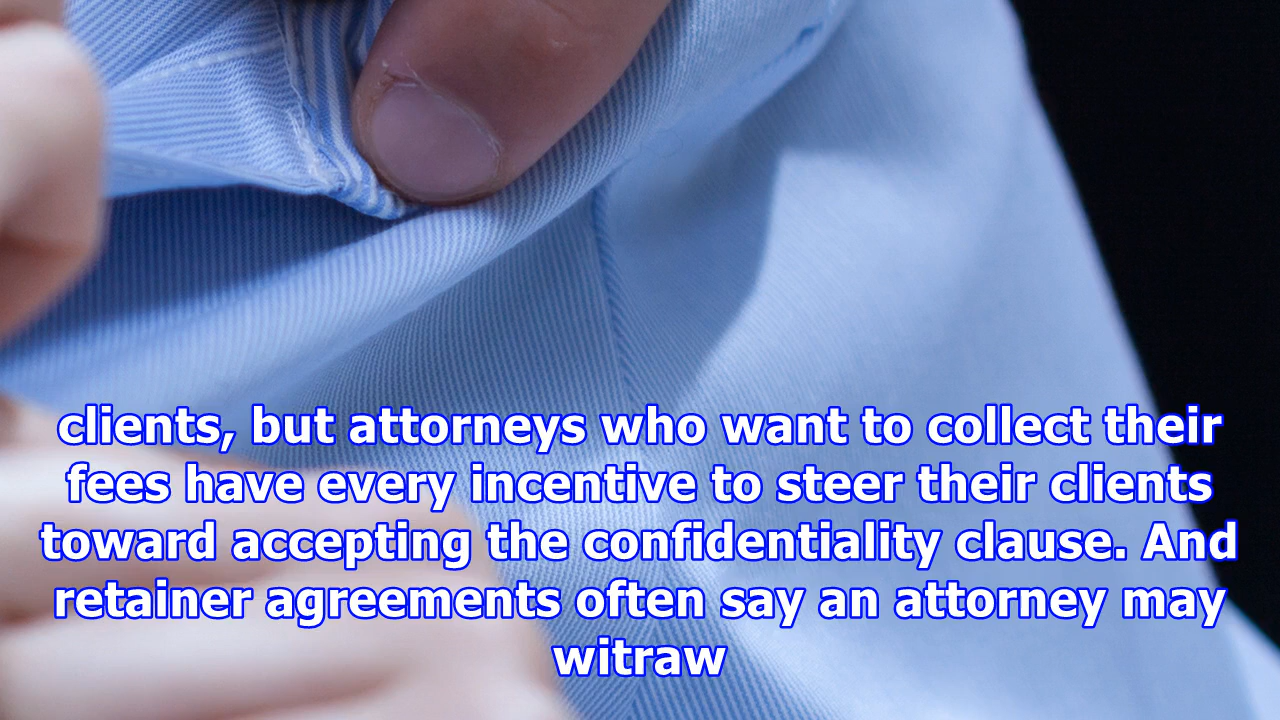 clients, but attorneys who want to collect their
fees have every incentive to steer their clients
toward accepting the confidentiality clause. And
retainer agreements often say an attorney may
witraw